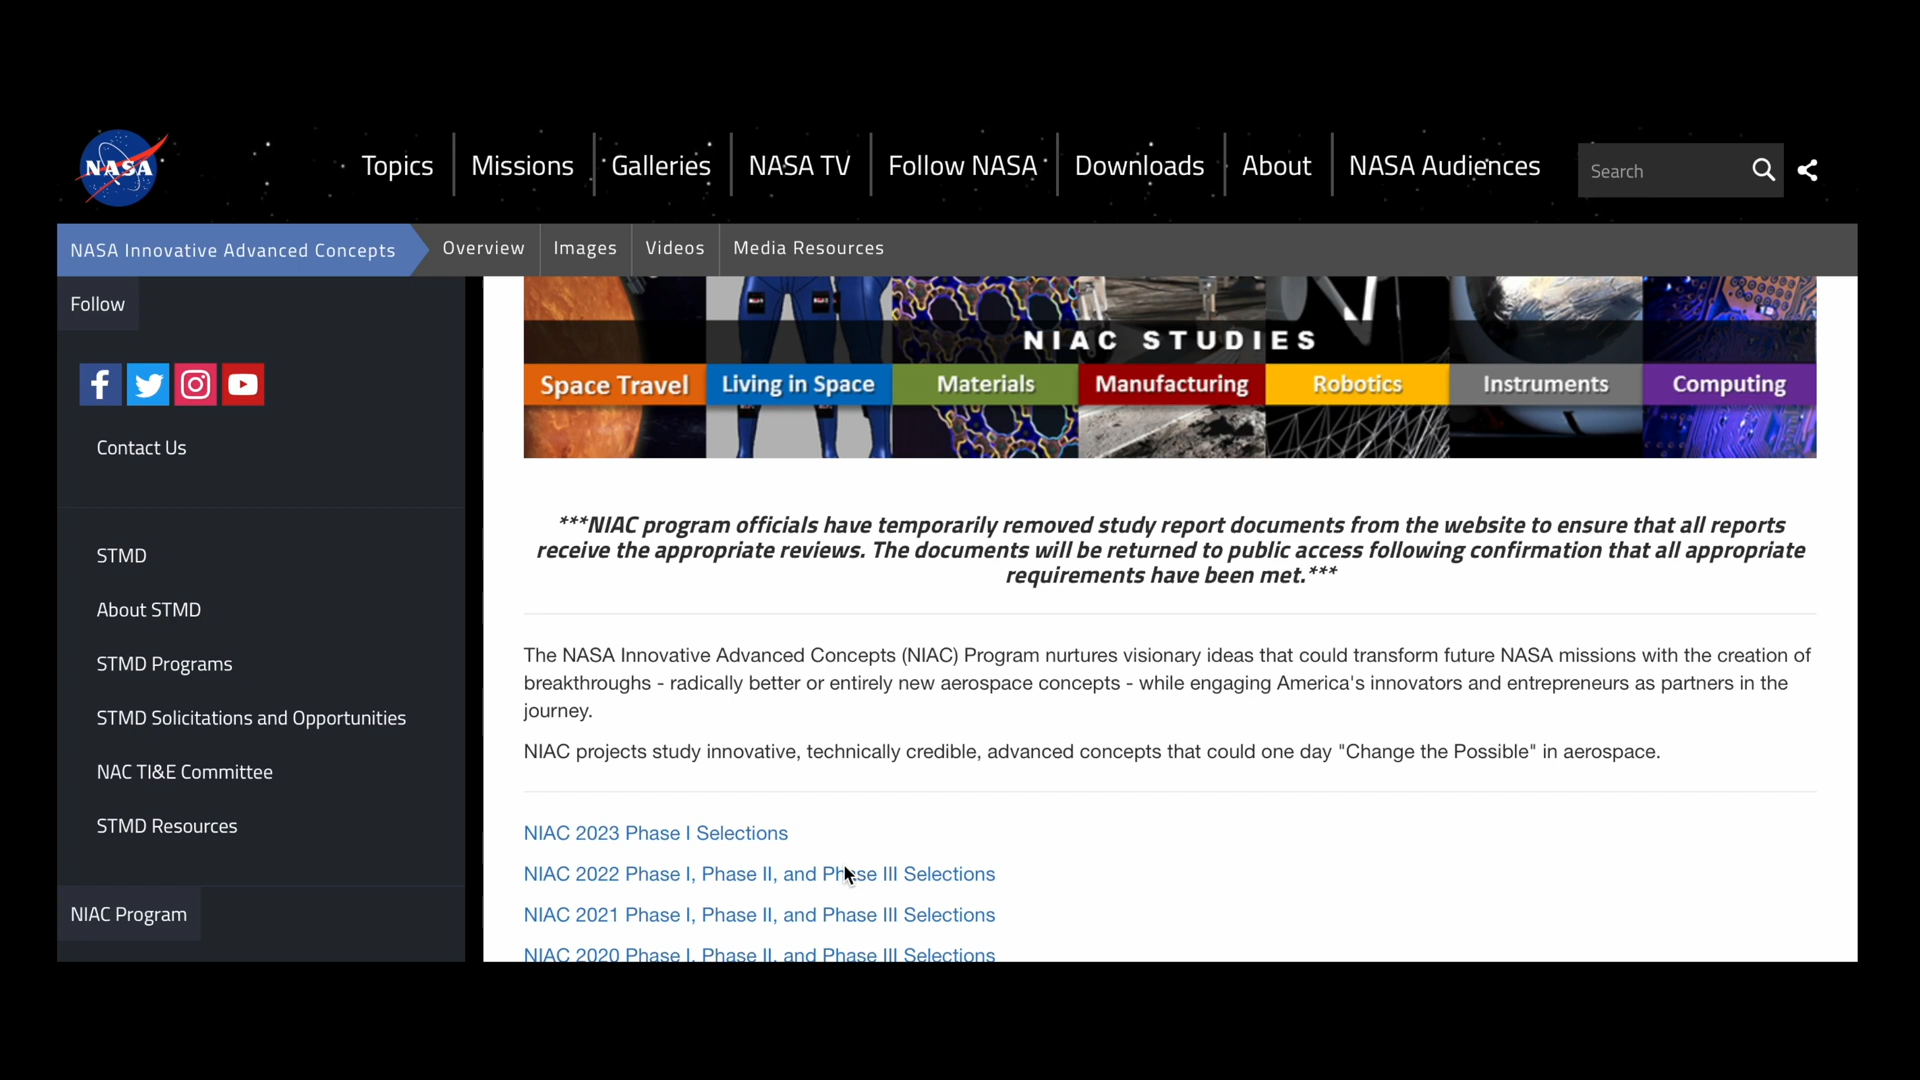 NASA
Topics
Missions
Galleries
NASA TV
Follow NASA
Downloads
About
NASA Audiences
Search
NASA Innovative Advanced Concepts
Overview
Images
Videos
Media Resources
Follow
Contact Us
STMD
About STMD
STMD Programs
STMD Solicitations and Opportunities
NAC TI&E Committee
STMD Resources
NIAC Program
NIAC STUDIES
Space Travel
Living in Space
Materials
Manufacturing
Robotics
Instruments
Computing
***NIAC program officials have temporarily removed study report documents from the website to ensure that all reports
receive the appropriate reviews. The documents will be returned to public access following confirmation that all appropriate
requirements have been met.***
The NASA Innovative Advanced Concepts (NIAC) Program nurtures visionary ideas that could transform future NASA missions with the creation of
breakthroughs - radically better or entirely new aerospace concepts - while engaging America's innovators and entrepreneurs as partners in the
journey.
NIAC projects study innovative, technically credible, advanced concepts that could one day "Change the Possible" in aerospace.
NIAC 2023 Phase I Selections
NIAC 2022 Phase I, Phase II, and Phase III Selections
NIAC 2021 Phase I, Phase II, and Phase III Selections
NIAC 2020 Phase I, Phase II, and Phase III Selections